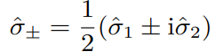 σ̂± = 1/2(σ̂1 ± iσ̂2)